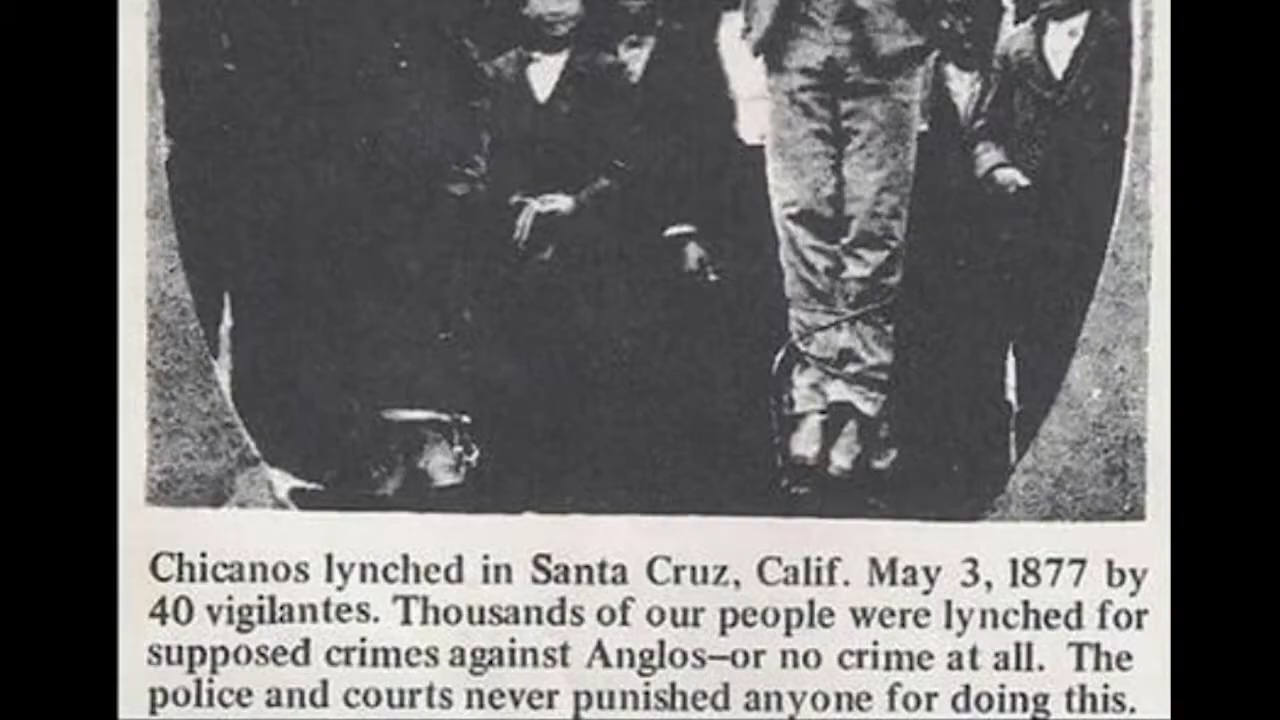 Chicanos lynched in Santa Cruz, Calif. May 3, 1877 by
40 vigilantes. Thousands of our people were lynched for
supposed crimes against Anglos—or no crime at all. The
police and courts never punished anyone for doing this.